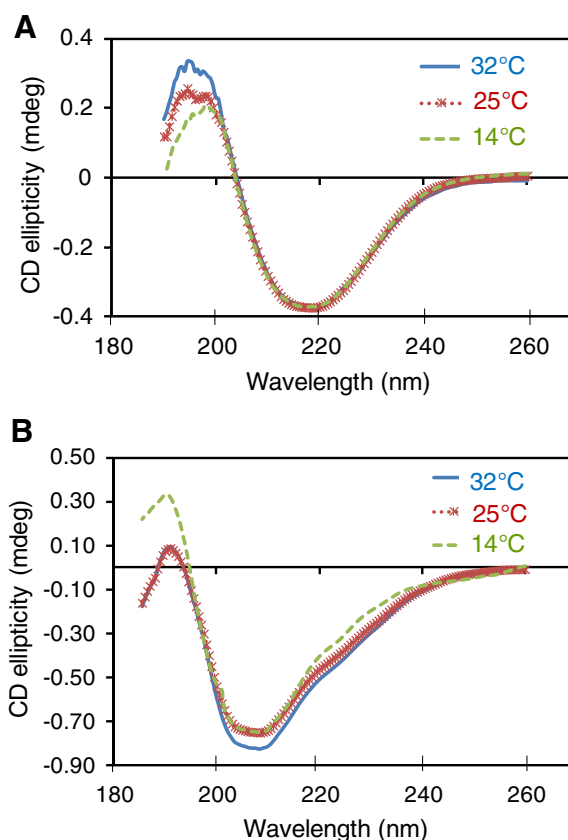 A
CD ellipticity (mdeg)
0.4
0.2
0
-0.2
-0.4
32°C
25°C
14°C
180 200 220 240 260
Wavelength (nm)
B
CD ellipticity (mdeg)
0.50
0.30
0.10
-0.10
-0.30
-0.50
-0.70
-0.90
32°C
25°C
14°C
180 200 220 240 260
Wavelength (nm)